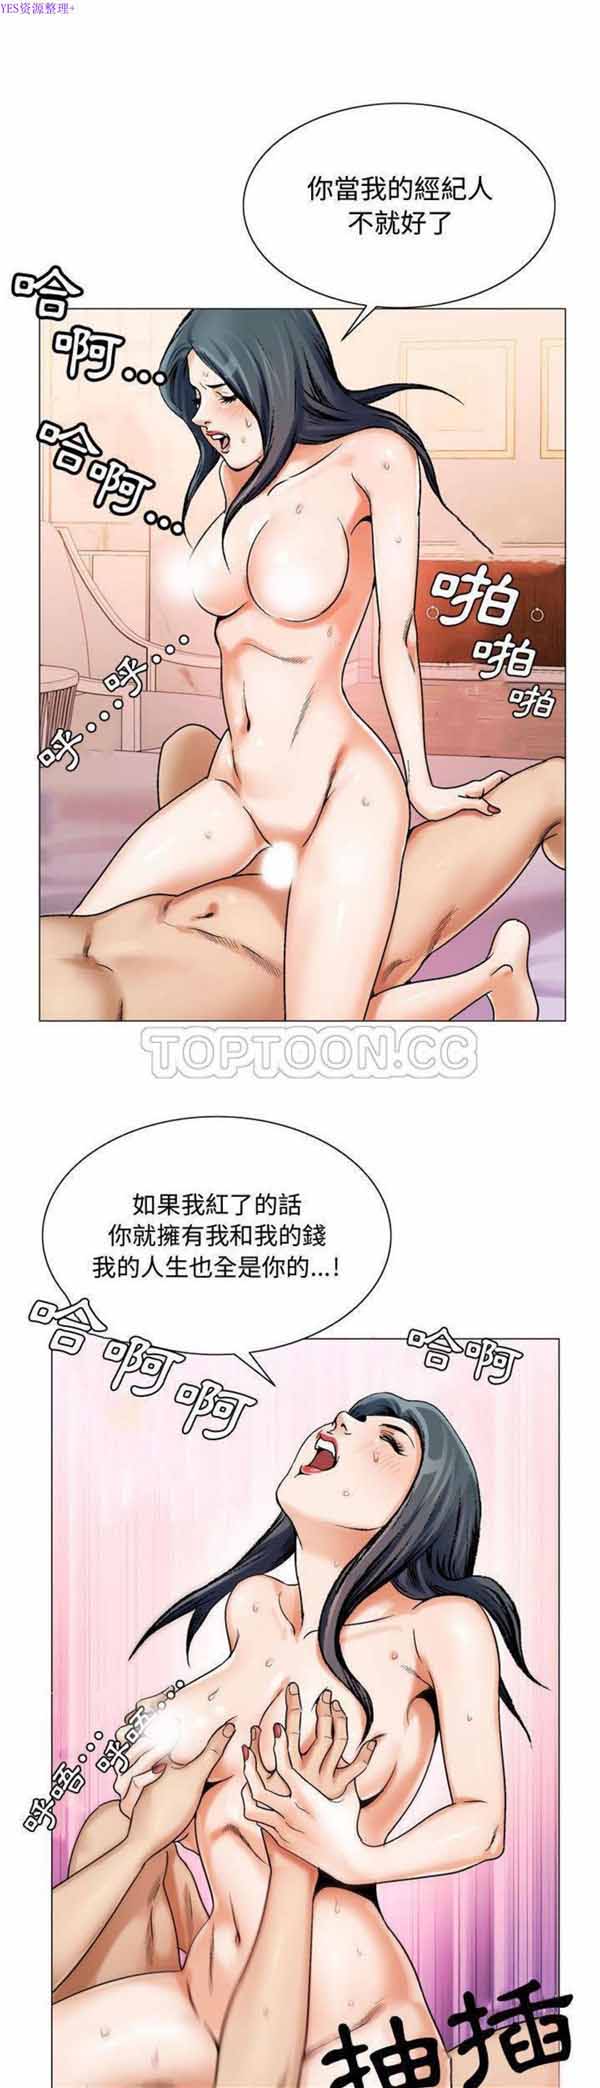 YES资源整理+
你當我的經紀人
不就好了
哈
啊...
哈啊...
啪
啪
啪
呼...呼...
TOPTOON.CC
如果我紅了的話
你就擁有我和我的錢
我的人生也全是你的...!
哈啊啊
哈啊
呼唔...呼唔...
抽插